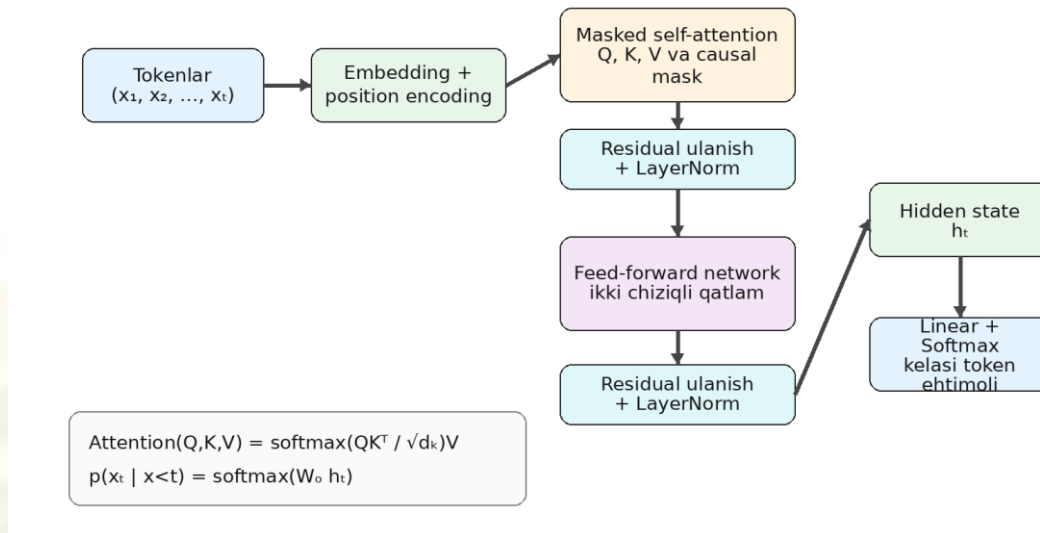 Tokenlar
(x₁, x₂, ..., xₜ)
Embedding +
position encoding
Masked self-attention
Q, K, V va causal
mask
Residual ulanish
+ LayerNorm
Feed-forward network
ikki chiziqli qatlam
Residual ulanish
+ LayerNorm
Hidden state
hₜ
Linear +
Softmax
kelasi token
ehtimoli
Attention(Q,K,V) = softmax(QKᵀ / √dₖ)V
p(xₜ | x<t) = softmax(Wₒ hₜ)